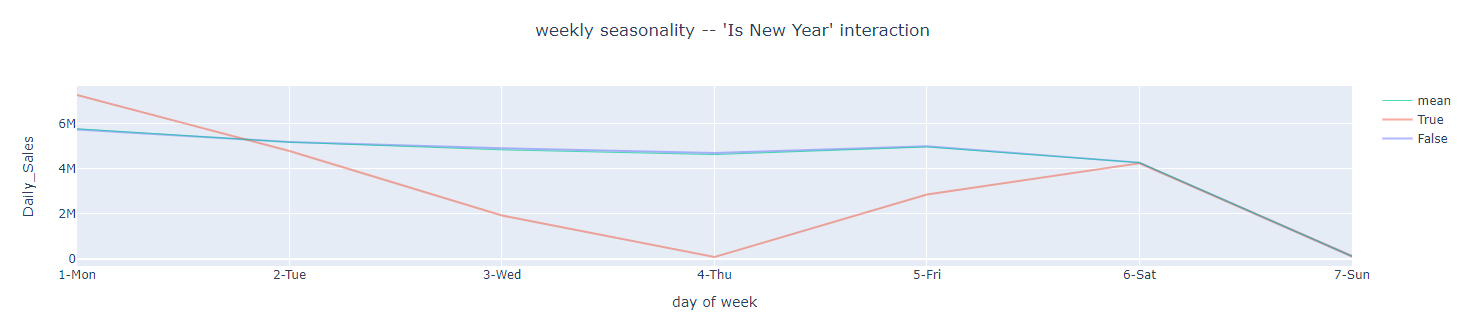 weekly seasonality -- 'Is New Year' interaction
mean
True
False
Daily_Sales
6M
4M
2M
0
1-Mon 2-Tue 3-Wed 4-Thu 5-Fri 6-Sat 7-Sun
day of week